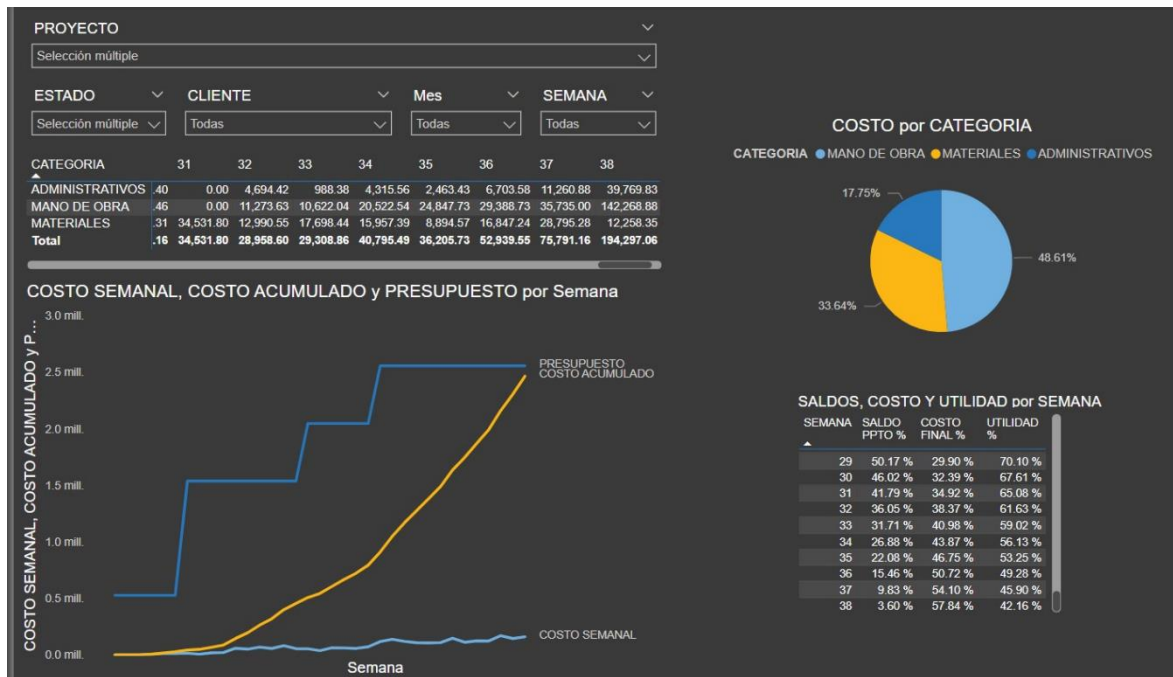 PROYECTO
Selección múltiple
ESTADO CLIENTE Mes SEMANA
Selección múltiple Todas Todas Todas
CATEGORIA 31 32 33 34 35 36 37 38
ADMINISTRATIVOS .40 0.00 4,694.42 988.38 4,315.56 2,463.43 6,703.58 11,260.88 39,769.83
MANO DE OBRA .46 0.00 11,273.63 10,622.04 20,522.54 24,847.73 29,388.73 35,735.00 142,268.88
MATERIALES .31 34,531.80 12,990.55 17,698.44 15,957.39 8,894.57 16,847.24 28,795.28 12,258.35
Total .16 34,531.80 28,958.60 29,308.86 40,795.49 36,205.73 52,939.55 75,791.16 194,297.06
COSTO SEMANAL, COSTO ACUMULADO y PRESUPUESTO por Semana
COSTO SEMANAL, COSTO ACUMULADO y P...
3.0 mill.
2.5 mill.
2.0 mill.
1.5 mill.
1.0 mill.
0.5 mill.
0.0 mill.
PRESUPUESTO
COSTO ACUMULADO
COSTO SEMANAL
Semana
COSTO por CATEGORIA
CATEGORIA MANO DE OBRA MATERIALES ADMINISTRATIVOS
17.75%
48.61%
33.64%
SALDOS, COSTO Y UTILIDAD por SEMANA
SEMANA SALDO COSTO UTILIDAD
PPTO % FINAL % %
29 50.17 % 29.90 % 70.10 %
30 46.02 % 32.39 % 67.61 %
31 41.79 % 34.92 % 65.08 %
32 36.05 % 38.37 % 61.63 %
33 31.71 % 40.98 % 59.02 %
34 26.88 % 43.87 % 56.13 %
35 22.08 % 46.75 % 53.25 %
36 15.46 % 50.72 % 49.28 %
37 9.83 % 54.10 % 45.90 %
38 3.60 % 57.84 % 42.16 %